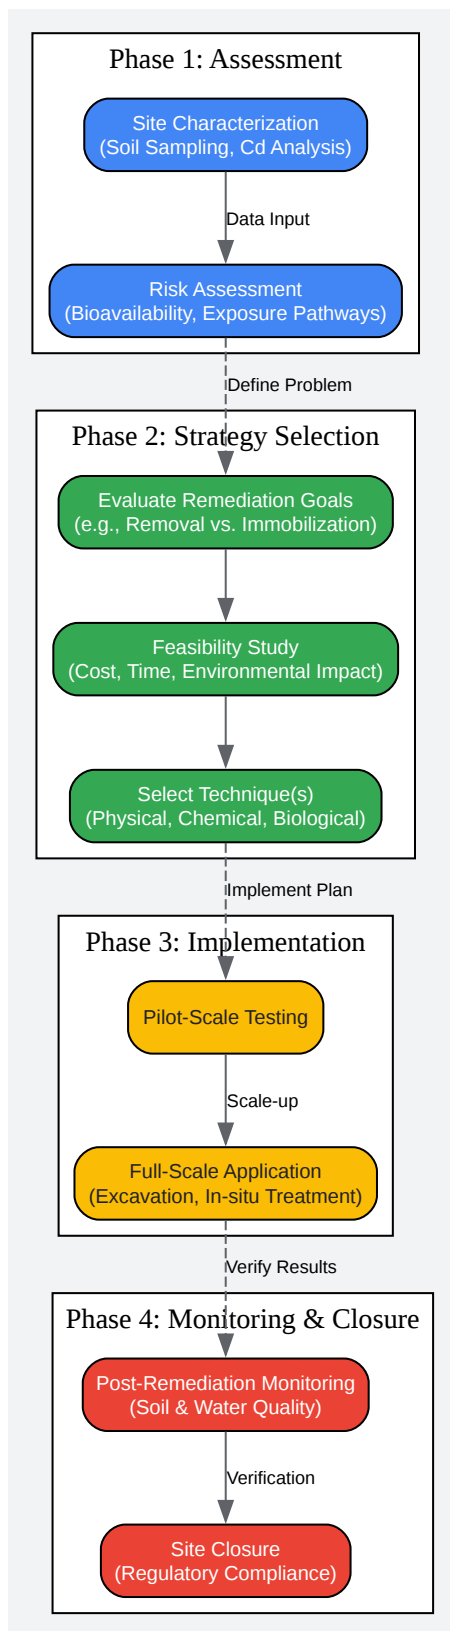 Phase 1: Assessment
Site Characterization
(Soil Sampling, Cd Analysis)
Data Input
Risk Assessment
(Bioavailability, Exposure Pathways)
Define Problem
Phase 2: Strategy Selection
Evaluate Remediation Goals
(e.g., Removal vs. Immobilization)
Feasibility Study
(Cost, Time, Environmental Impact)
Select Technique(s)
(Physical, Chemical, Biological)
Implement Plan
Phase 3: Implementation
Pilot-Scale Testing
Scale-up
Full-Scale Application
(Excavation, In-situ Treatment)
Verify Results
Phase 4: Monitoring & Closure
Post-Remediation Monitoring
(Soil & Water Quality)
Verification
Site Closure
(Regulatory Compliance)